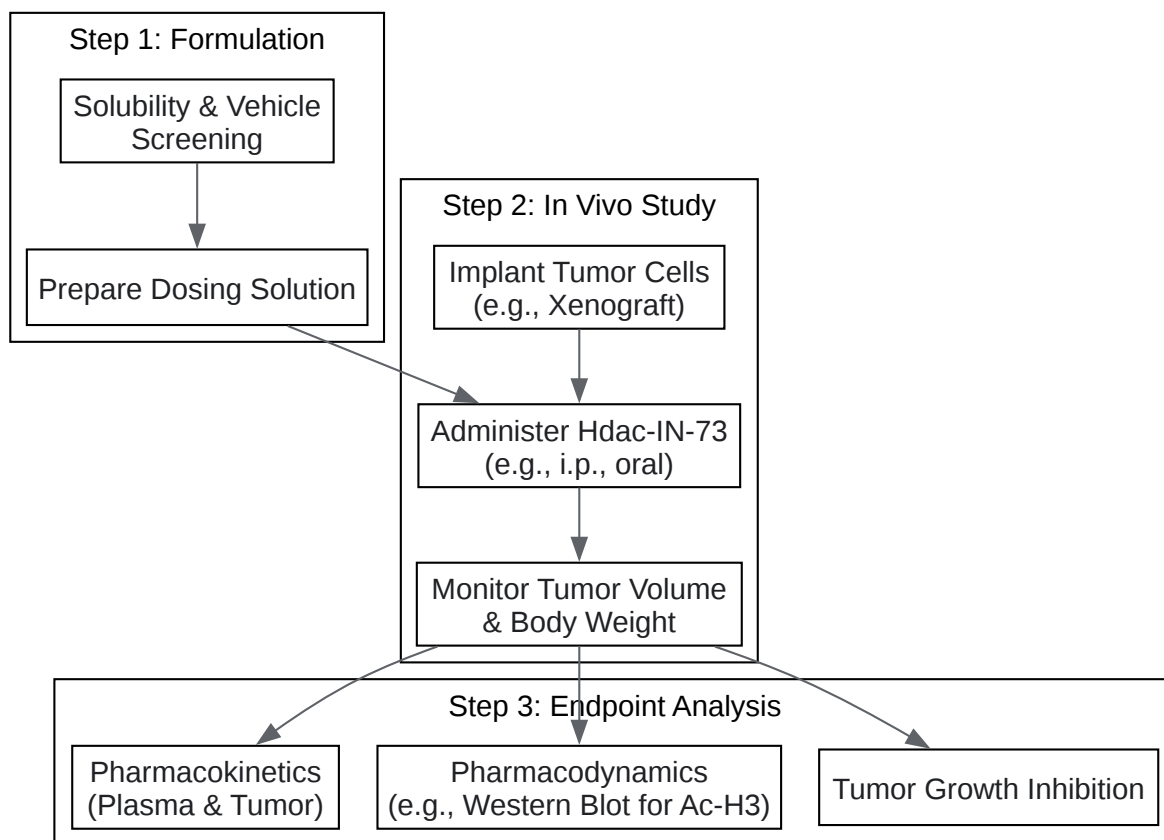 Step 1: Formulation
Solubility & Vehicle
Screening
Prepare Dosing Solution
Step 2: In Vivo Study
Implant Tumor Cells
(e.g., Xenograft)
Administer Hdac-IN-73
(e.g., i.p., oral)
Monitor Tumor Volume
& Body Weight
Step 3: Endpoint Analysis
Pharmacokinetics
(Plasma & Tumor)
Pharmacodynamics
(e.g., Western Blot for Ac-H3)
Tumor Growth Inhibition